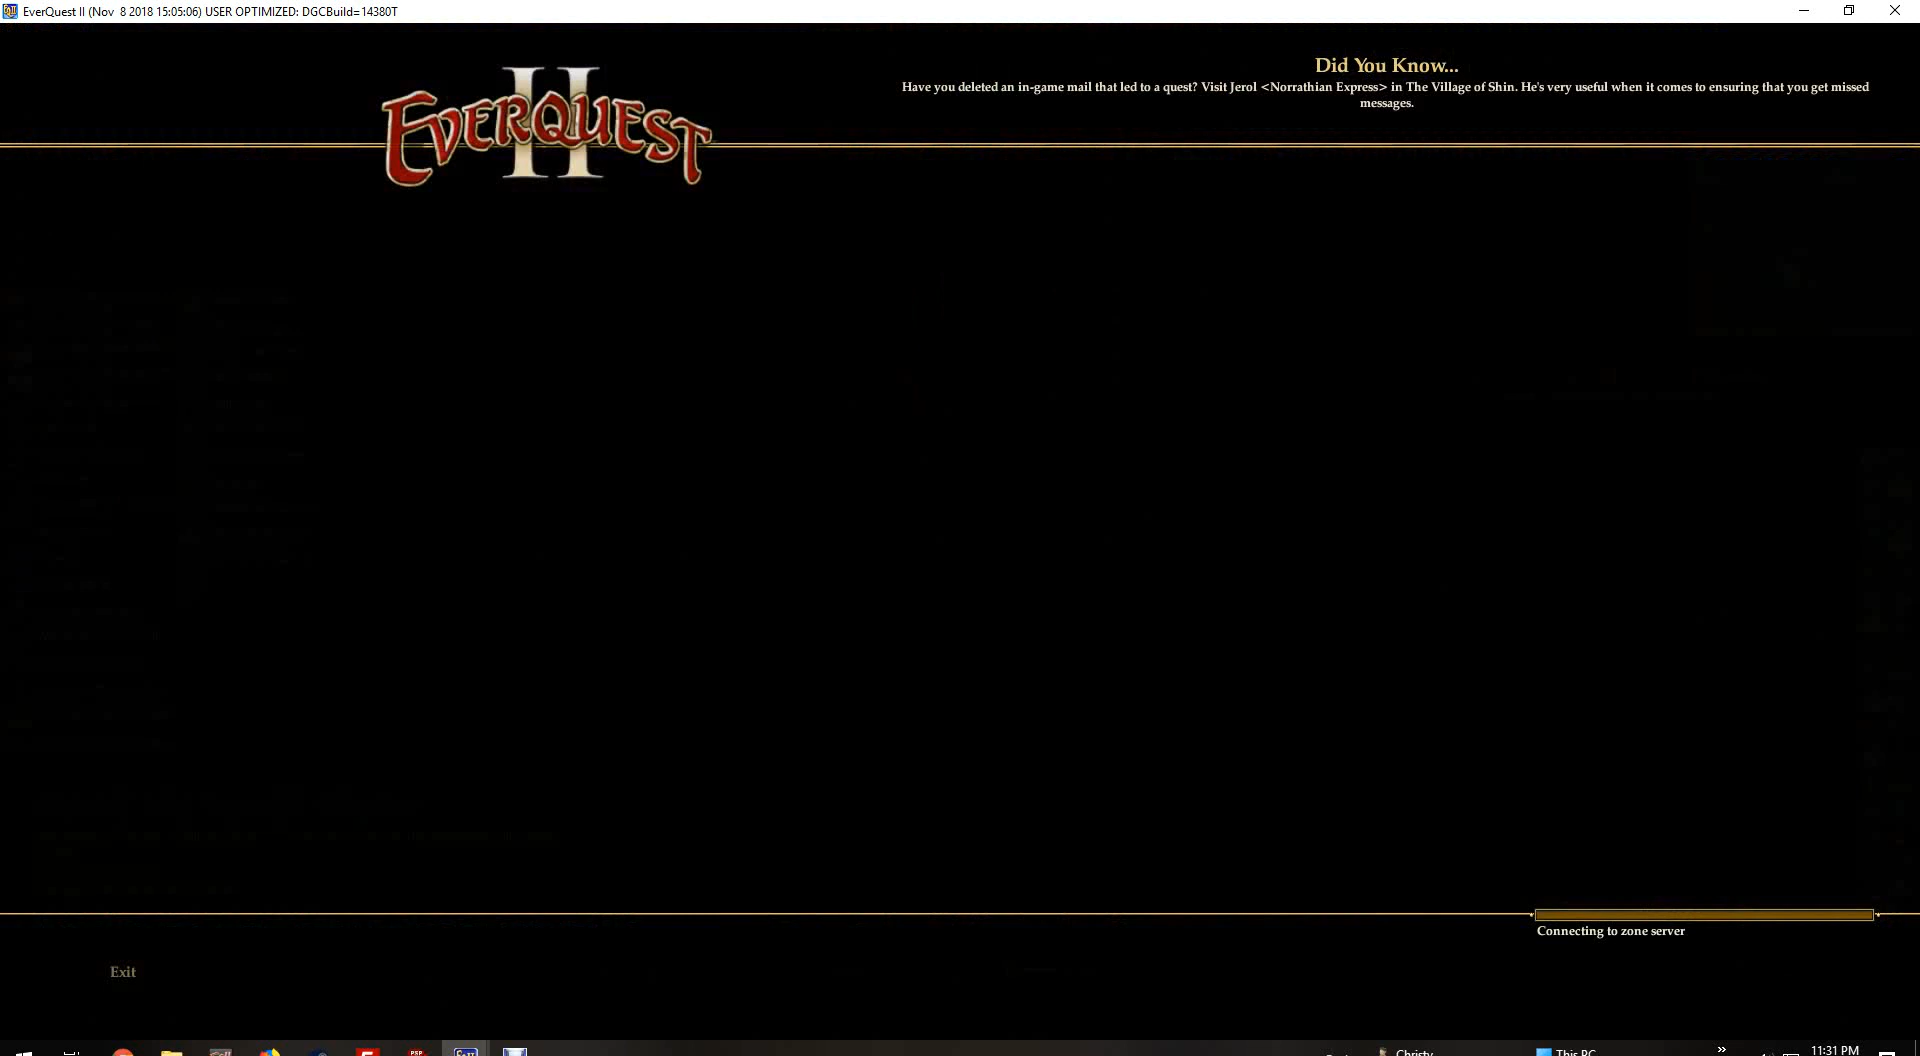 EverQuest II (Nov  8 2018 15:05:06) USER OPTIMIZED: DGCBuild=14380T
EVERQUEST II
Did You Know...
Have you deleted an in-game mail that led to a quest? Visit Jerol <Norrathian Express> in The Village of Shin. He's very useful when it comes to ensuring that you get missed
messages.
Connecting to zone server
Exit
Christy
This PC
»
11:31 PM